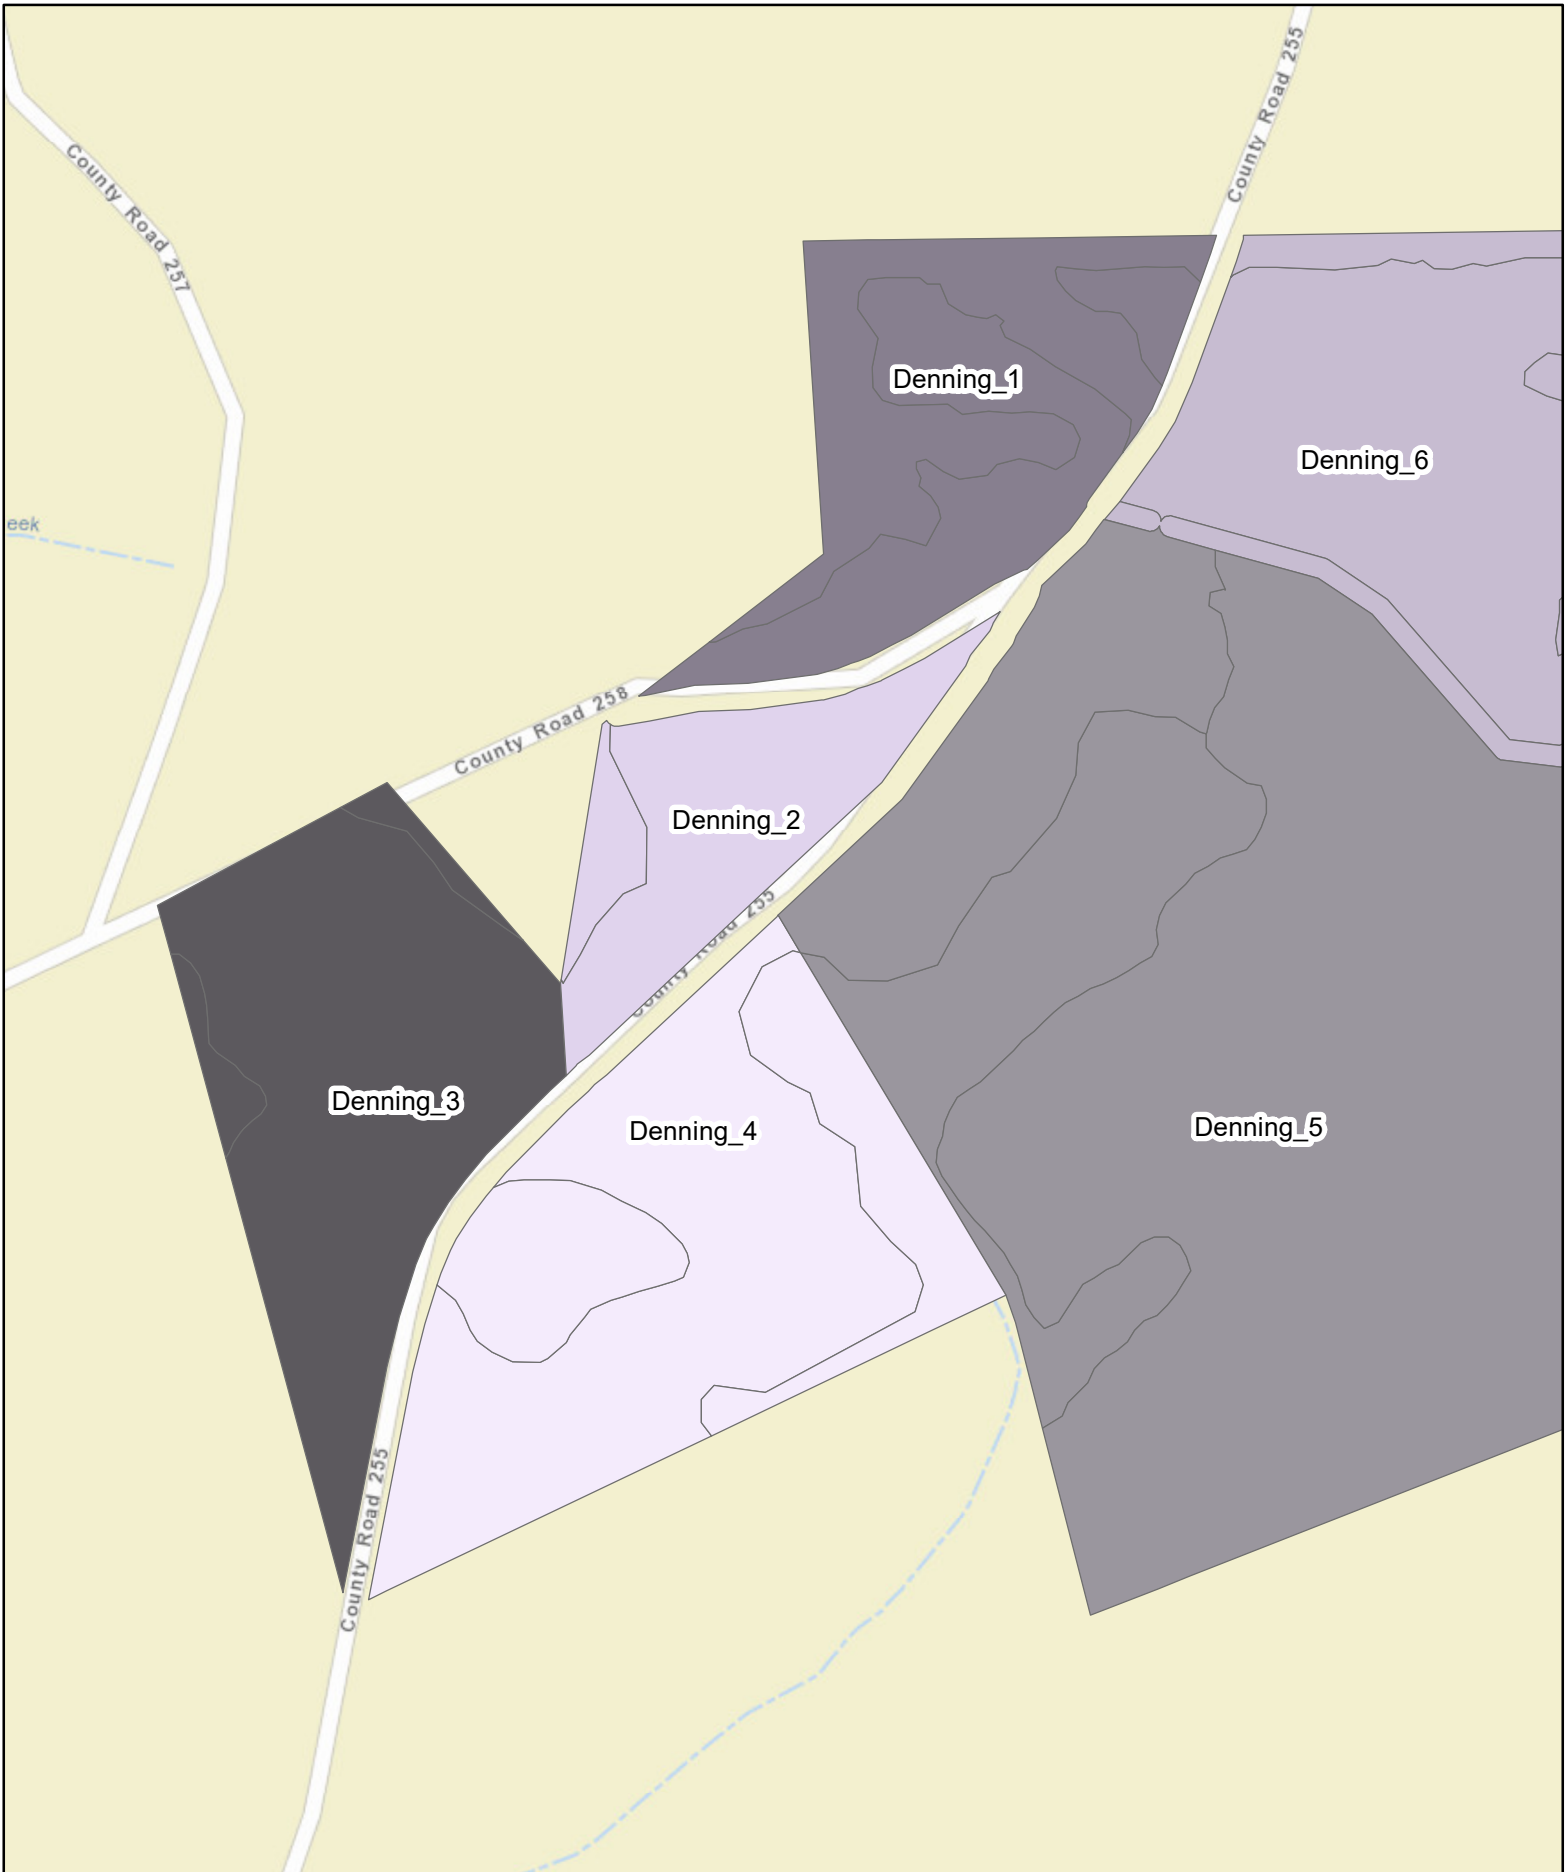 County Road 255
County Road 257
Denning_1
Denning_6
eek
County Road 258
Denning_2
County Road 255
Denning_3
Denning_4
Denning_5
County Road 255